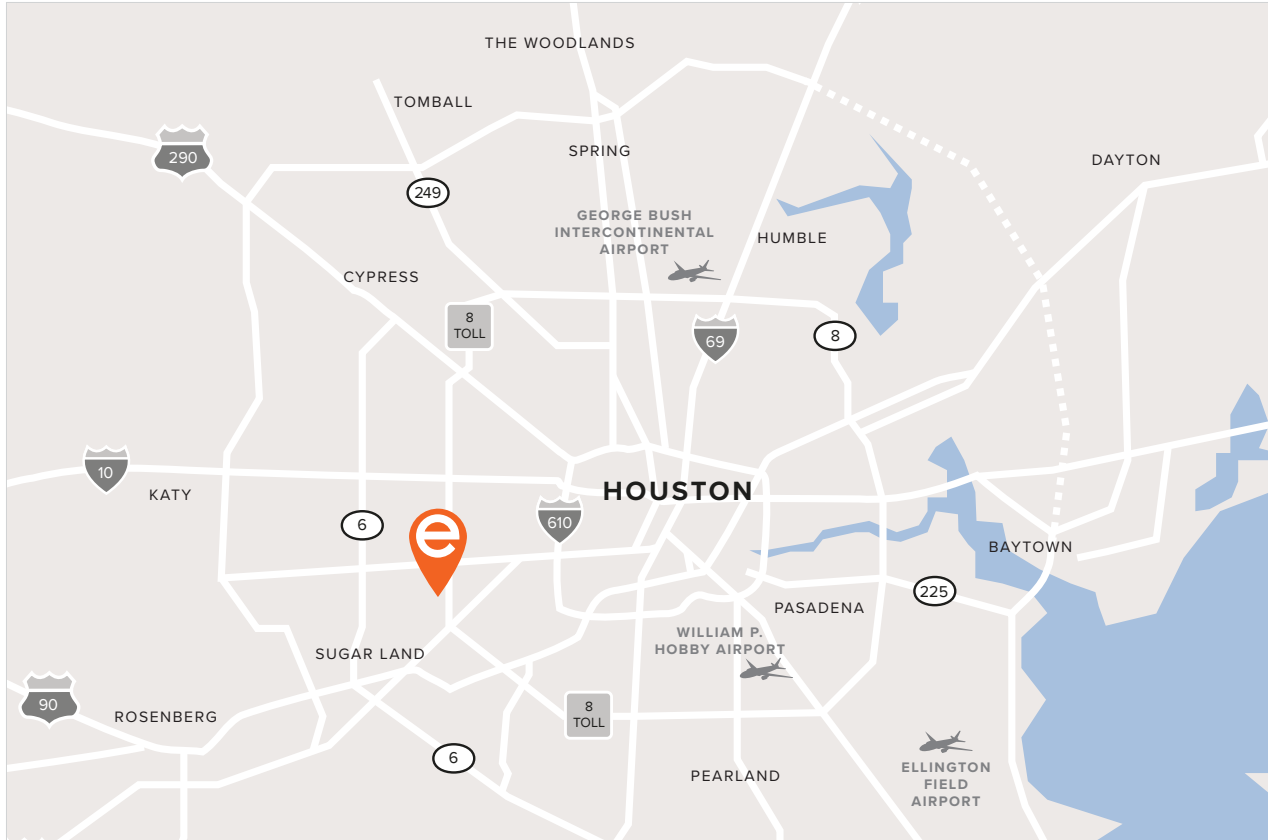 THE WOODLANDS
TOMBALL
290
SPRING
DAYTON
249
GEORGE BUSH
INTERCONTINENTAL
AIRPORT
HUMBLE
CYPRESS
8
TOLL
69
8
10
KATY
HOUSTON
6
610
e
BAYTOWN
225
PASADENA
WILLIAM P.
HOBBY AIRPORT
SUGAR LAND
90
ROSENBERG
8
TOLL
6
PEARLAND
ELLINGTON
FIELD
AIRPORT